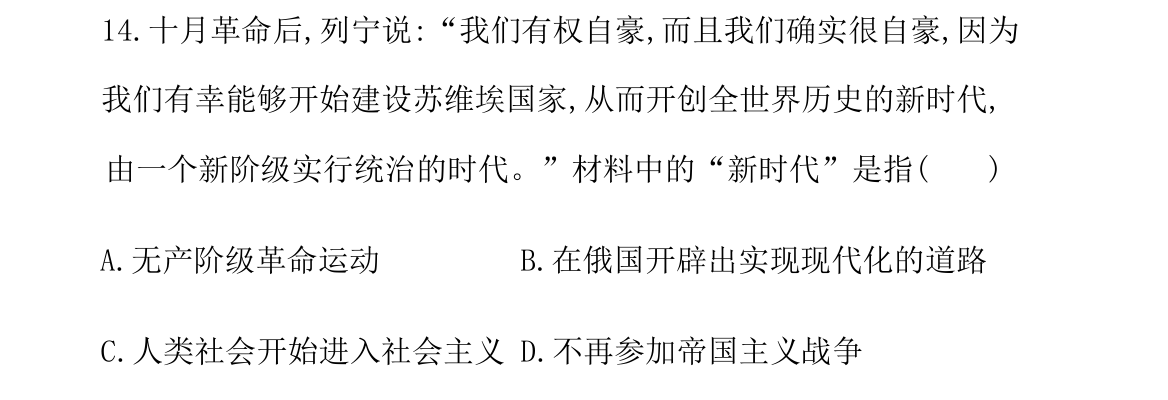 14.十月革命后,列宁说:“我们有权自豪,而且我们确实很自豪,因为
我们有幸能够开始建设苏维埃国家,从而开创全世界历史的新时代,
由一个新阶级实行统治的时代。”材料中的“新时代”是指(　　)
A.无产阶级革命运动　　　　B.在俄国开辟出实现现代化的道路
C.人类社会开始进入社会主义 D.不再参加帝国主义战争